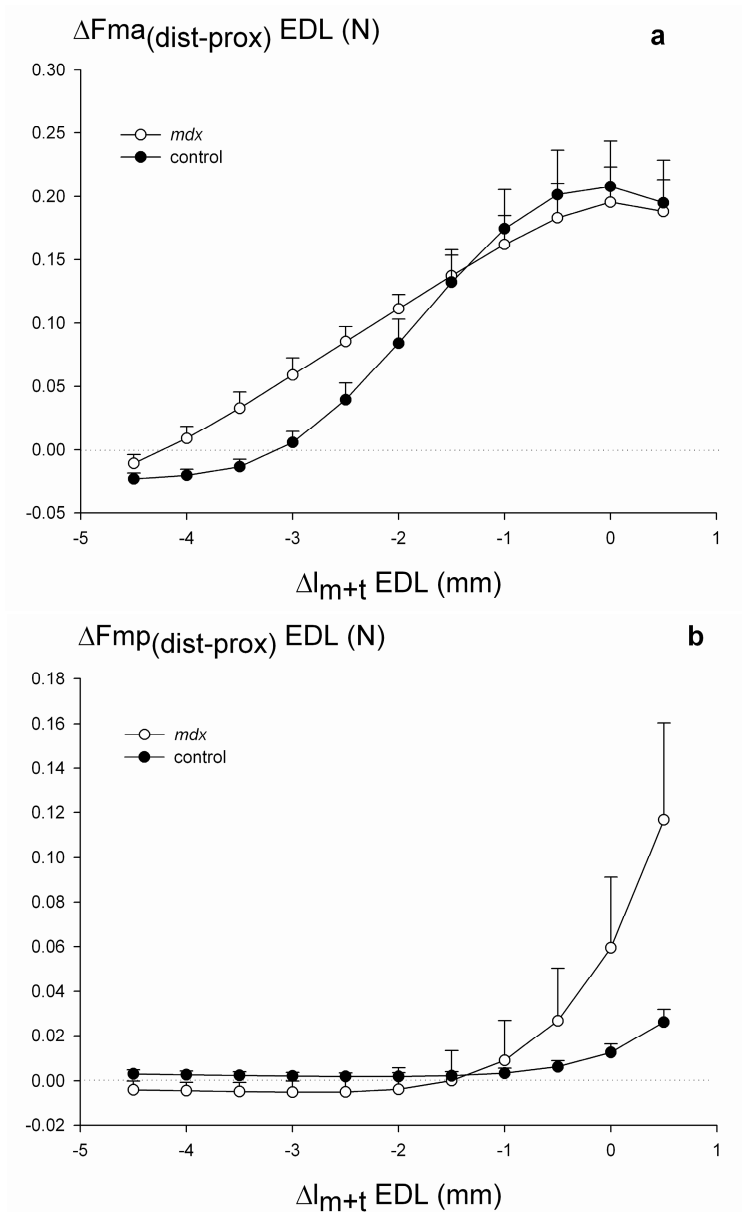 ΔFma(dist-prox) EDL (N)
a
0.30
0.25
0.20
0.15
0.10
0.05
0.00
-0.05
mdx
control
-5 -4 -3 -2 -1 0 1
Δlm+t EDL (mm)
ΔFmp(dist-prox) EDL (N)
b
0.18
0.16
0.14
0.12
0.10
0.08
0.06
0.04
0.02
0.00
-0.02
mdx
control
-5 -4 -3 -2 -1 0 1
Δlm+t EDL (mm)